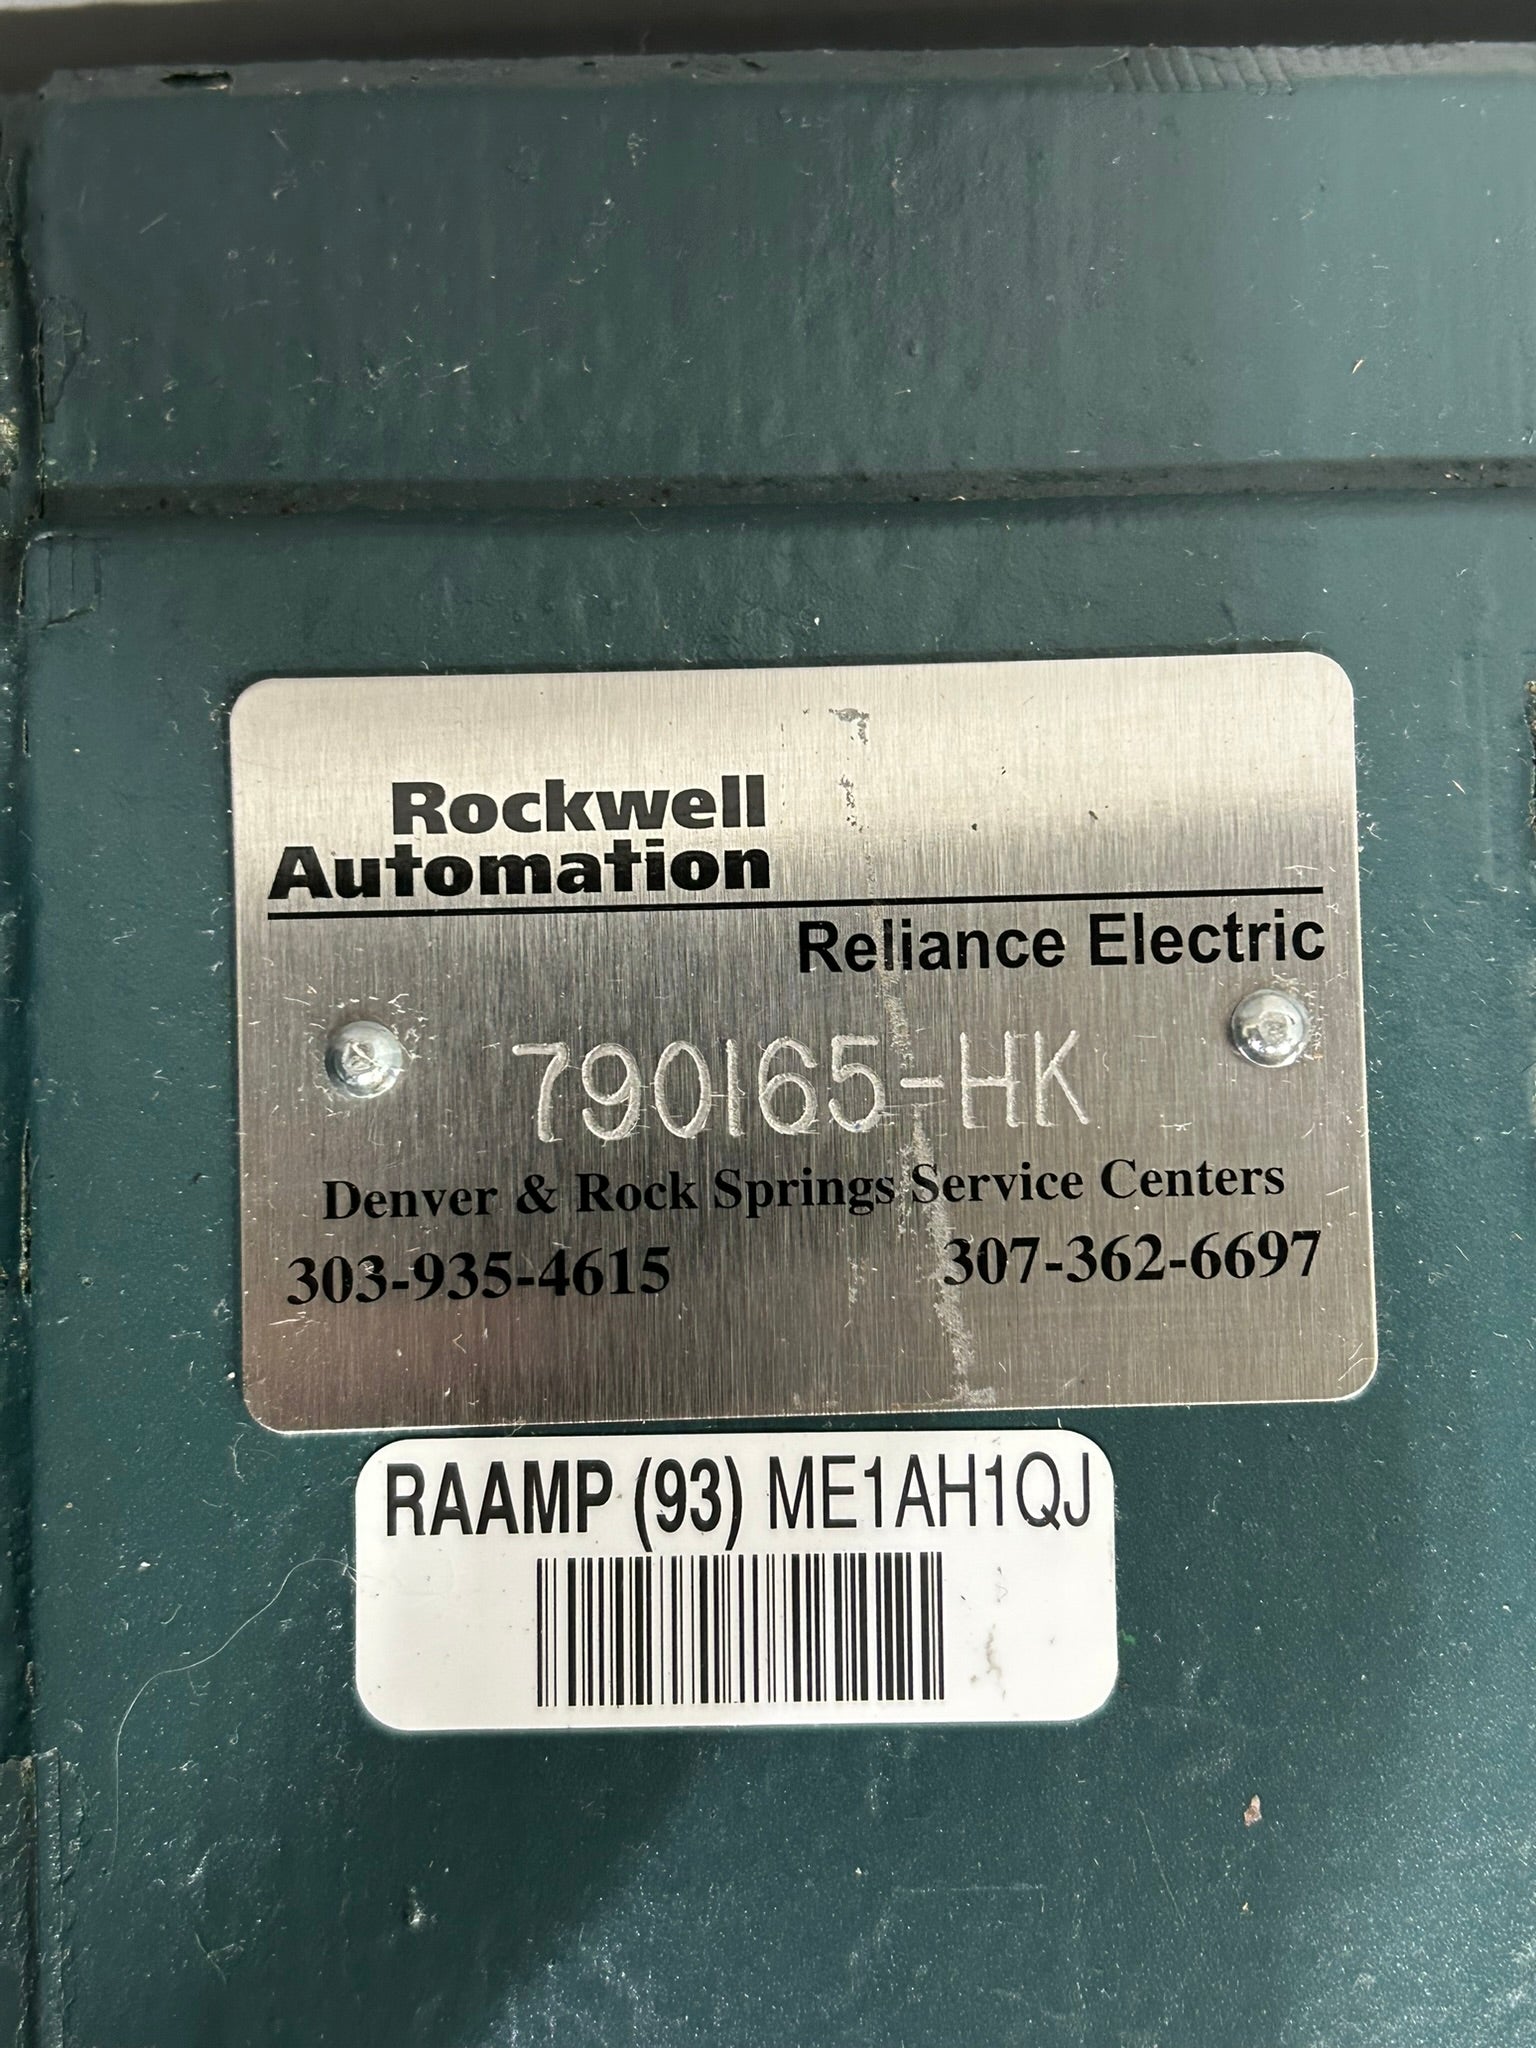 Rockwell
Automation
Reliance Electric
790165-HK
Denver & Rock Springs Service Centers
303-935-4615 307-362-6697
RAAMP (93) ME1AH1QJ